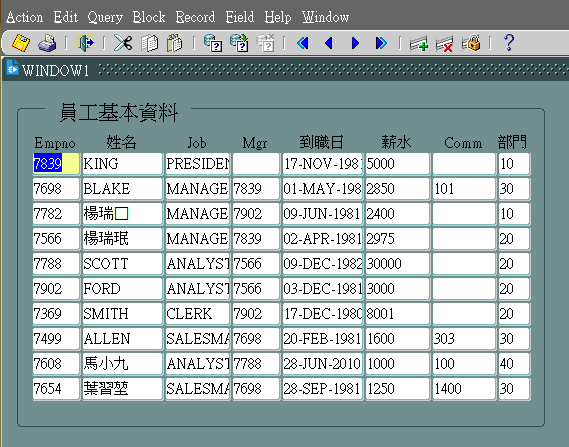 Action Edit Query Block Record Field Help Window
WINDOW1
員工基本資料
Empno 姓名 Job Mgr 到職日 薪水 Comm 部門
7839 KING PRESIDEN 17-NOV-1981 5000 10
7698 BLAKE MANAGE 7839 01-MAY-198 2850 101 30
7782 楊瑞□ MANAGE 7902 09-JUN-1981 2400 10
7566 楊瑞珉 MANAGE 7839 02-APR-1981 2975 20
7788 SCOTT ANALYST 7566 09-DEC-1982 30000 20
7902 FORD ANALYST 7566 03-DEC-1981 3000 20
7369 SMITH CLERK 7902 17-DEC-1980 8001 20
7499 ALLEN SALESMA 7698 20-FEB-1981 1600 303 30
7608 馬小九 ANALYST 7788 28-JUN-2010 1000 100 40
7654 葉習堃 SALESMA 7698 28-SEP-1981 1250 1400 30